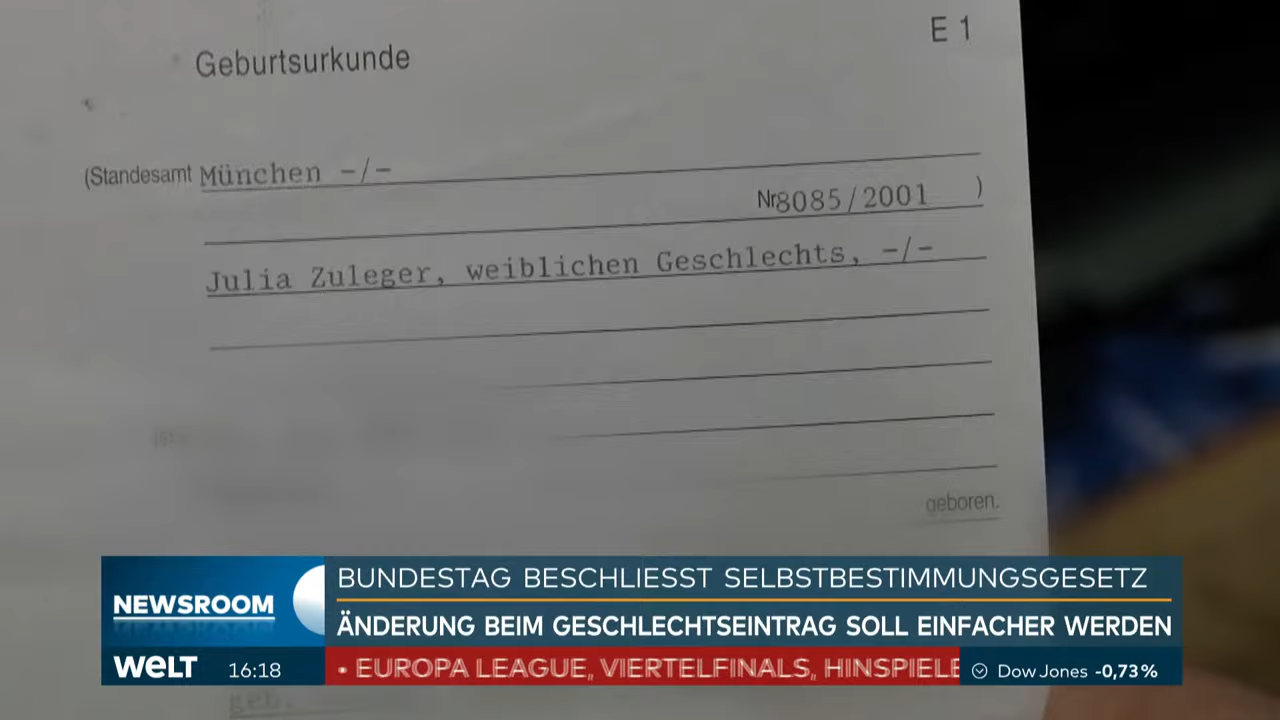 Geburtsurkunde
E 1
(Standesamt München -/-
Nr8085/2001 )
Julia Zuleger, weiblichen Geschlechts, -/-
geboren.
BUNDESTAG BESCHLIESST SELBSTBESTIMMUNGSGESETZ
NEWSROOM
ÄNDERUNG BEIM GESCHLECHTSEINTRAG SOLL EINFACHER WERDEN
welt 16:18 • EUROPA LEAGUE, VIERTELFINALS, HINSPIELE Dow Jones -0,73%
geb.